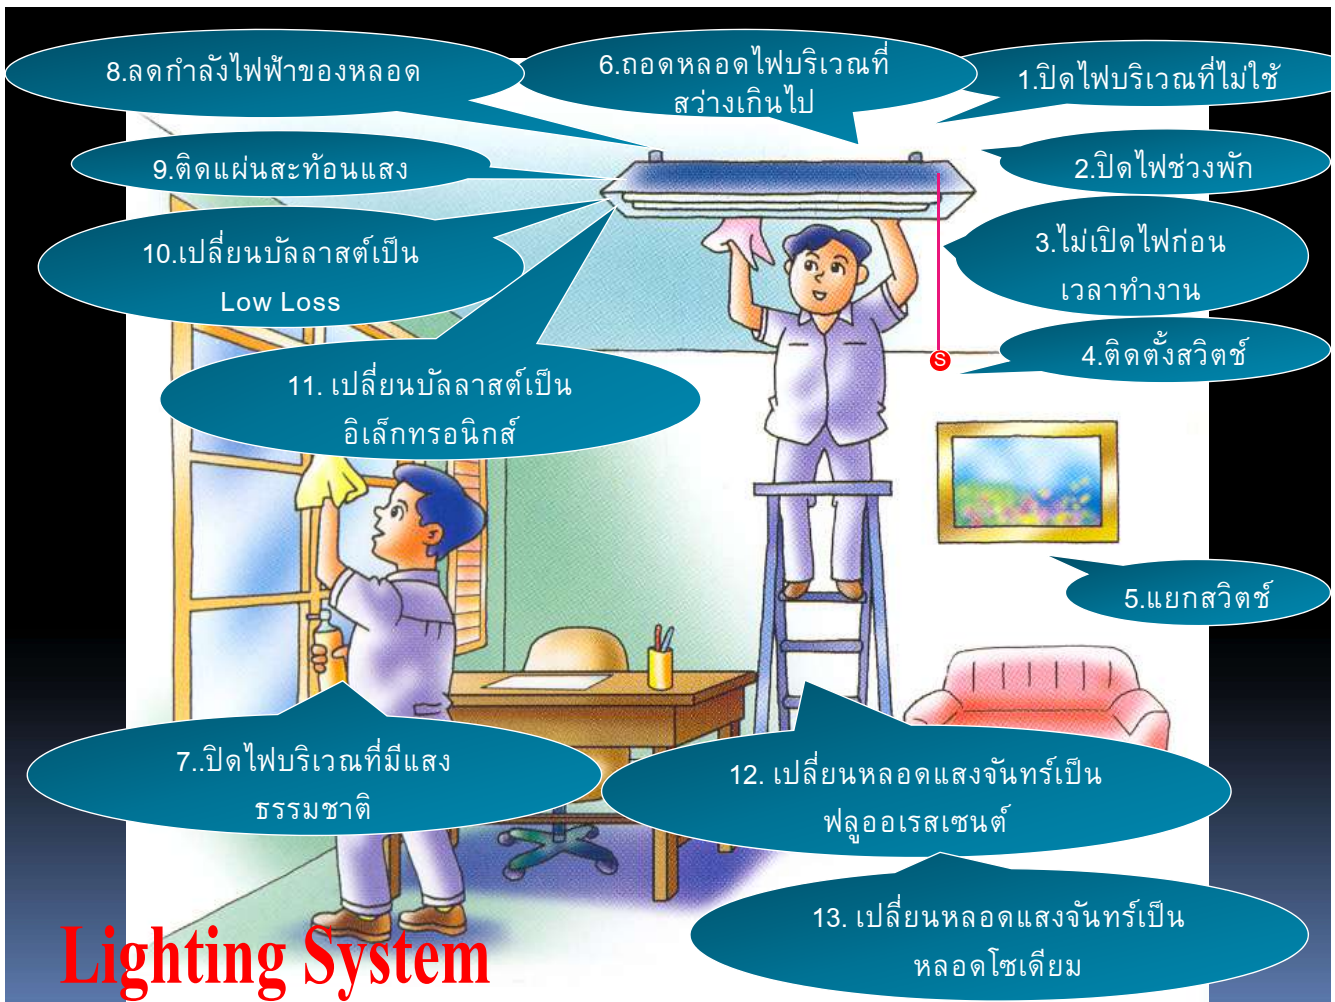 8.ลดกำลังไฟฟ้าของหลอด
6.ถอดหลอดไฟบริเวณที่
สว่างเกินไป
1.ปิดไฟบริเวณที่ไม่ใช้
9.ติดแผ่นสะท้อนแสง
2.ปิดไฟช่วงพัก
10.เปลี่ยนบัลลาสต์เป็น
Low Loss
3.ไม่เปิดไฟก่อน
เวลาทำงาน
S
4.ติดตั้งสวิตช์
11. เปลี่ยนบัลลาสต์เป็น
อิเล็กทรอนิกส์
5.แยกสวิตช์
7..ปิดไฟบริเวณที่มีแสง
ธรรมชาติ
12. เปลี่ยนหลอดแสงจันทร์เป็น
ฟลูออเรสเซนต์
13. เปลี่ยนหลอดแสงจันทร์เป็น
หลอดโซเดียม
Lighting System